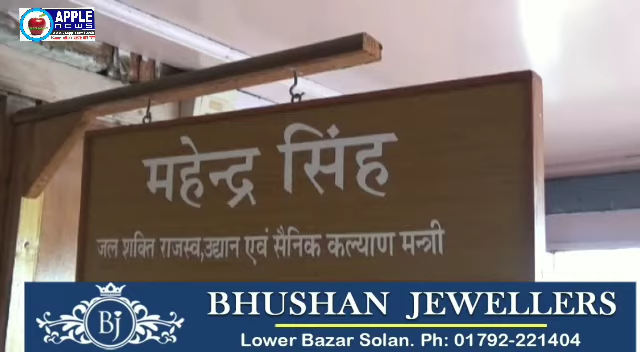 APPLE
news
महेन्द्र सिंह
जल शक्ति राजस्व,उद्यान एवं सैनिक कल्याण मन्त्री
Bj
BHUSHAN JEWELLERS
Lower Bazar Solan. Ph: 01792-221404